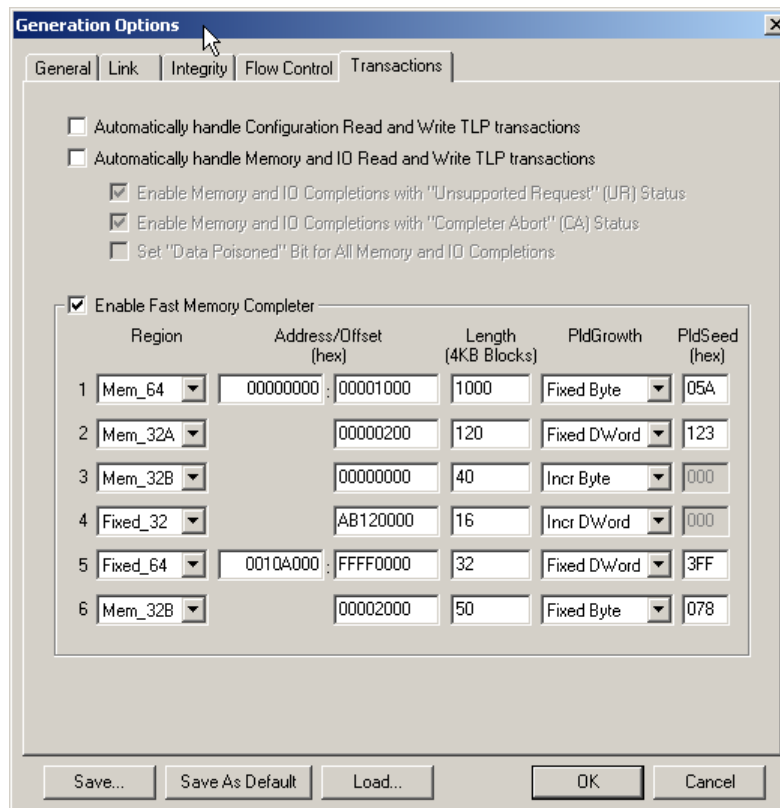 Generation Options
General Link Integrity Flow Control Transactions
Automatically handle Configuration Read and Write TLP transactions
Automatically handle Memory and IO Read and Write TLP transactions
Enable Memory and IO Completions with "Unsupported Request" (UR) Status
Enable Memory and IO Completions with "Completer Abort" (CA) Status
Set "Data Poisoned" Bit for All Memory and IO Completions
Enable Fast Memory Completer
Region Address/Offset Length PldGrowth PldSeed
(hex) (4KB Blocks) (hex)
1 Mem_64 00000000 : 00001000 1000 Fixed Byte 05A
2 Mem_32A 00000200 120 Fixed DWord 123
3 Mem_32B 00000000 40 Incr Byte 000
4 Fixed_32 AB120000 16 Incr DWord 000
5 Fixed_64 0010A000 : FFFF0000 32 Fixed DWord 3FF
6 Mem_32B 00002000 50 Fixed Byte 078
Save... Save As Default Load... OK Cancel